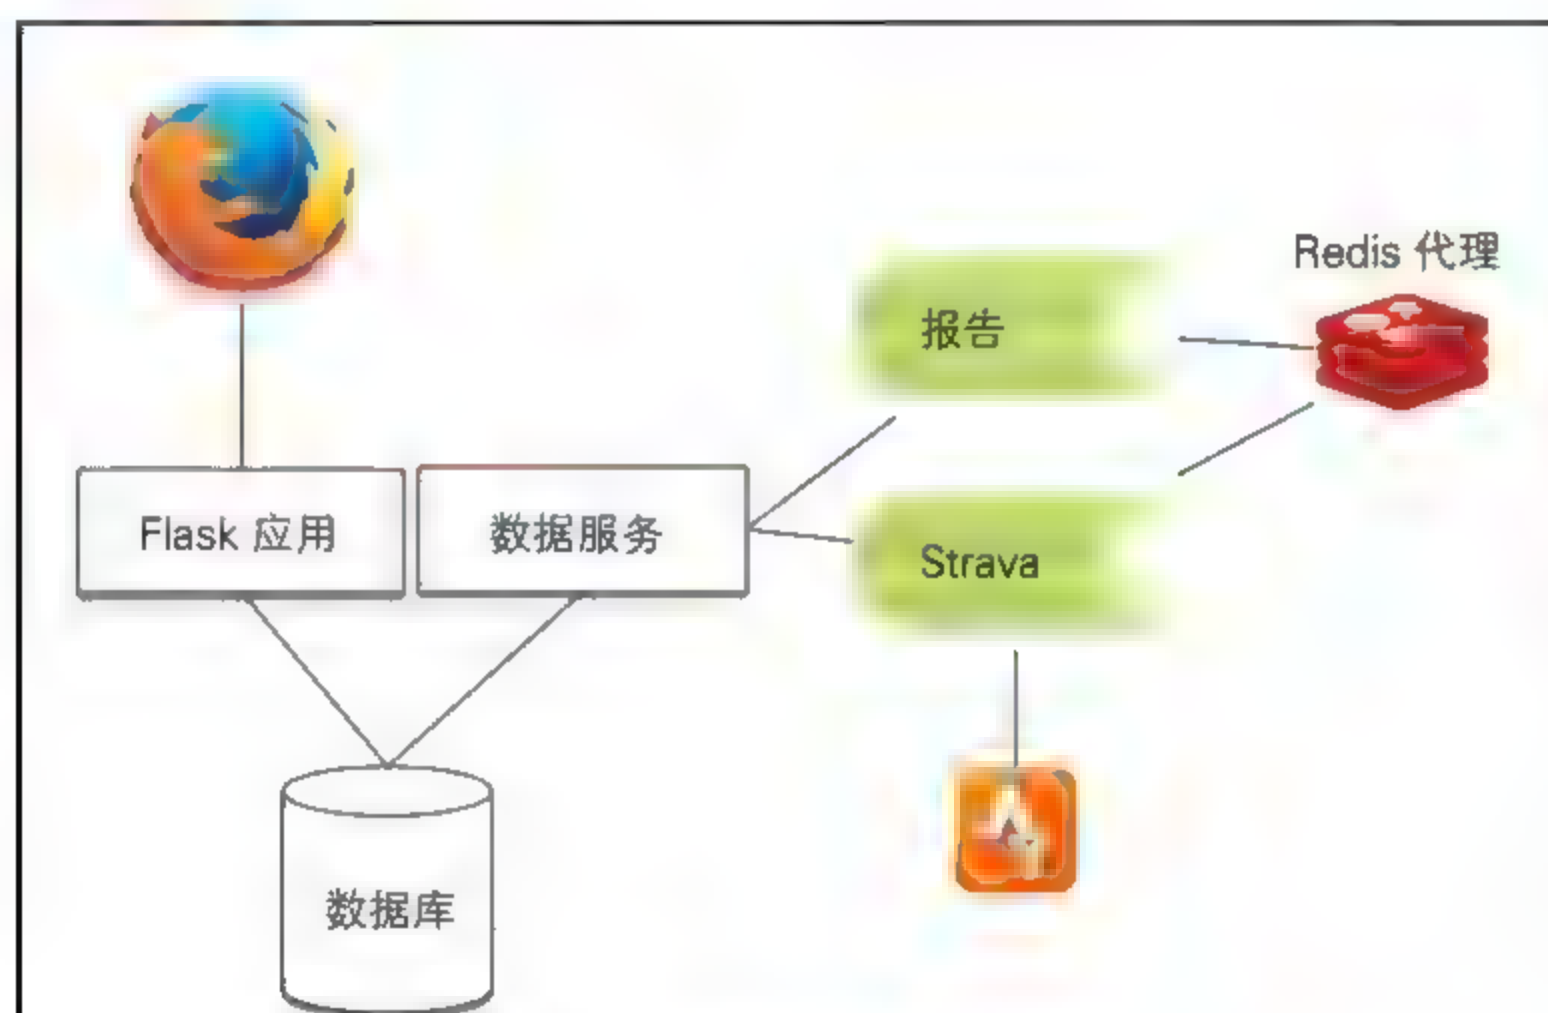 Redis 代理
报告
Flask 应用
数据服务
Strava
数据库